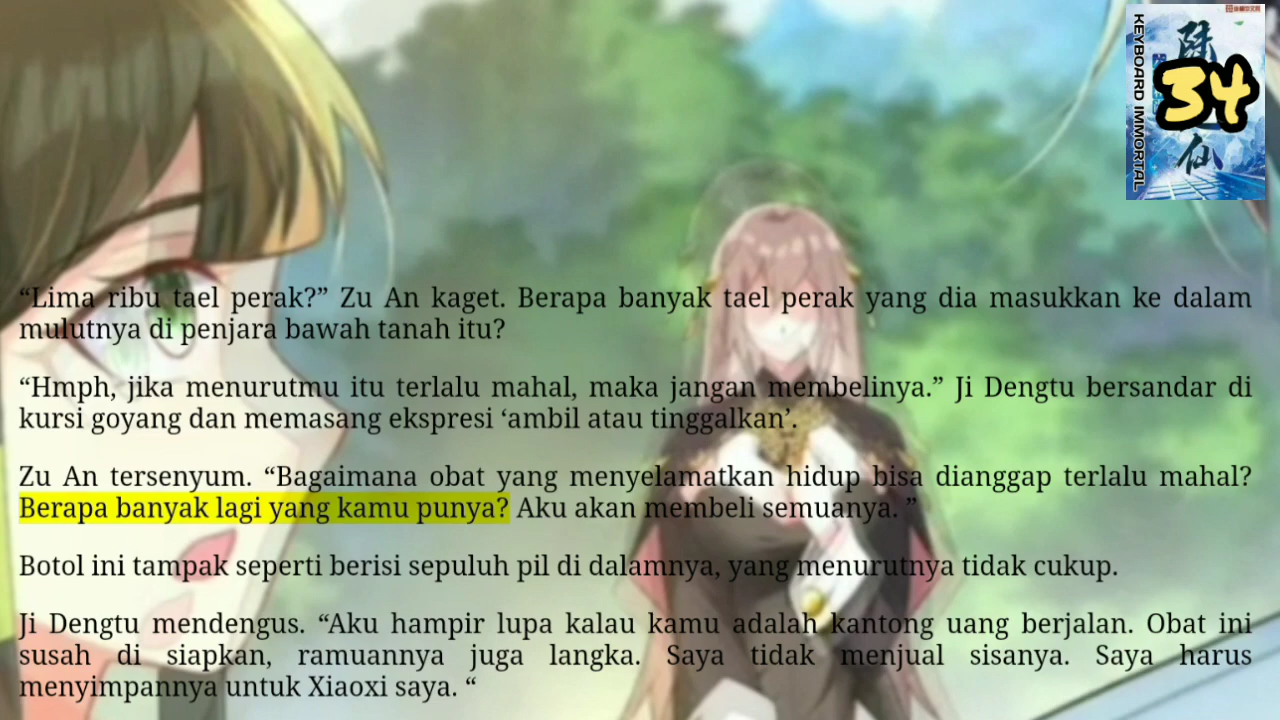 KEYBOARD IMMORTAL
陆
仙
34
“Lima ribu tael perak?” Zu An kaget. Berapa banyak tael perak yang dia masukkan ke dalam
mulutnya di penjara bawah tanah itu?
“Hmph, jika menurutmu itu terlalu mahal, maka jangan membelinya.” Ji Dengtu bersandar di
kursi goyang dan memasang ekspresi ‘ambil atau tinggalkan’.
Zu An tersenyum. “Bagaimana obat yang menyelamatkan hidup bisa dianggap terlalu mahal?
Berapa banyak lagi yang kamu punya? Aku akan membeli semuanya. ”
Botol ini tampak seperti berisi sepuluh pil di dalamnya, yang menurutnya tidak cukup.
Ji Dengtu mendengus. “Aku hampir lupa kalau kamu adalah kantong uang berjalan. Obat ini
susah di siapkan, ramuannya juga langka. Saya tidak menjual sisanya. Saya harus
menyimpannya untuk Xiaoxi saya. “